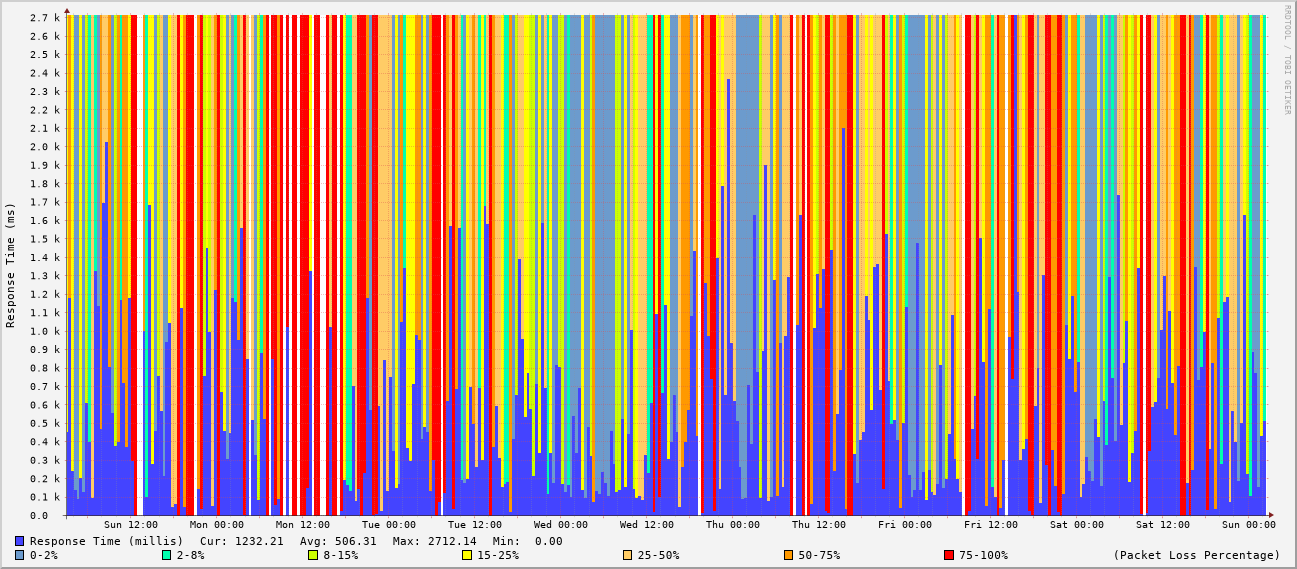 RRDTOOL / TOBI OETIKER
Response Time (ms)
2.7 k
2.6 k
2.5 k
2.4 k
2.3 k
2.2 k
2.1 k
2.0 k
1.9 k
1.8 k
1.7 k
1.6 k
1.5 k
1.4 k
1.3 k
1.2 k
1.1 k
1.0 k
0.9 k
0.8 k
0.7 k
0.6 k
0.5 k
0.4 k
0.3 k
0.2 k
0.1 k
0.0
Sun 12:00 Mon 00:00 Mon 12:00 Tue 00:00 Tue 12:00 Wed 00:00 Wed 12:00 Thu 00:00 Thu 12:00 Fri 00:00 Fri 12:00 Sat 00:00 Sat 12:00 Sun 00:00
Response Time (millis) Cur: 1232.21 Avg: 506.31 Max: 2712.14 Min: 0.00
0-2% 2-8% 8-15% 15-25% 25-50% 50-75% 75-100% (Packet Loss Percentage)